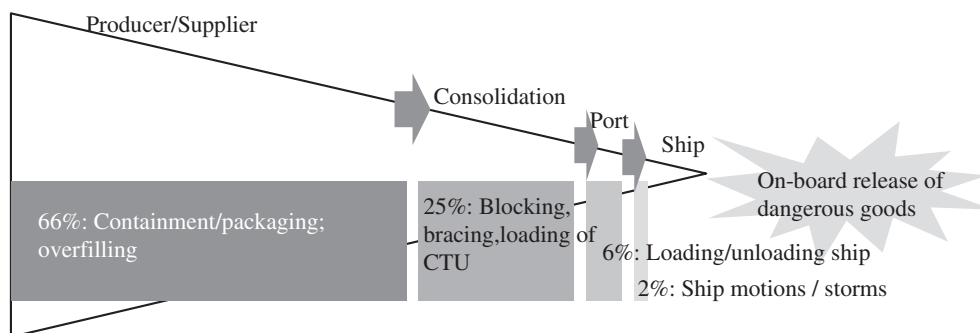 Producer/Supplier
Consolidation
Port
Ship
On-board release of
dangerous goods
66%: Containment/packaging;
overfilling
25%: Blocking,
bracing,loading of
CTU
6%: Loading/unloading ship
2%: Ship motions / storms